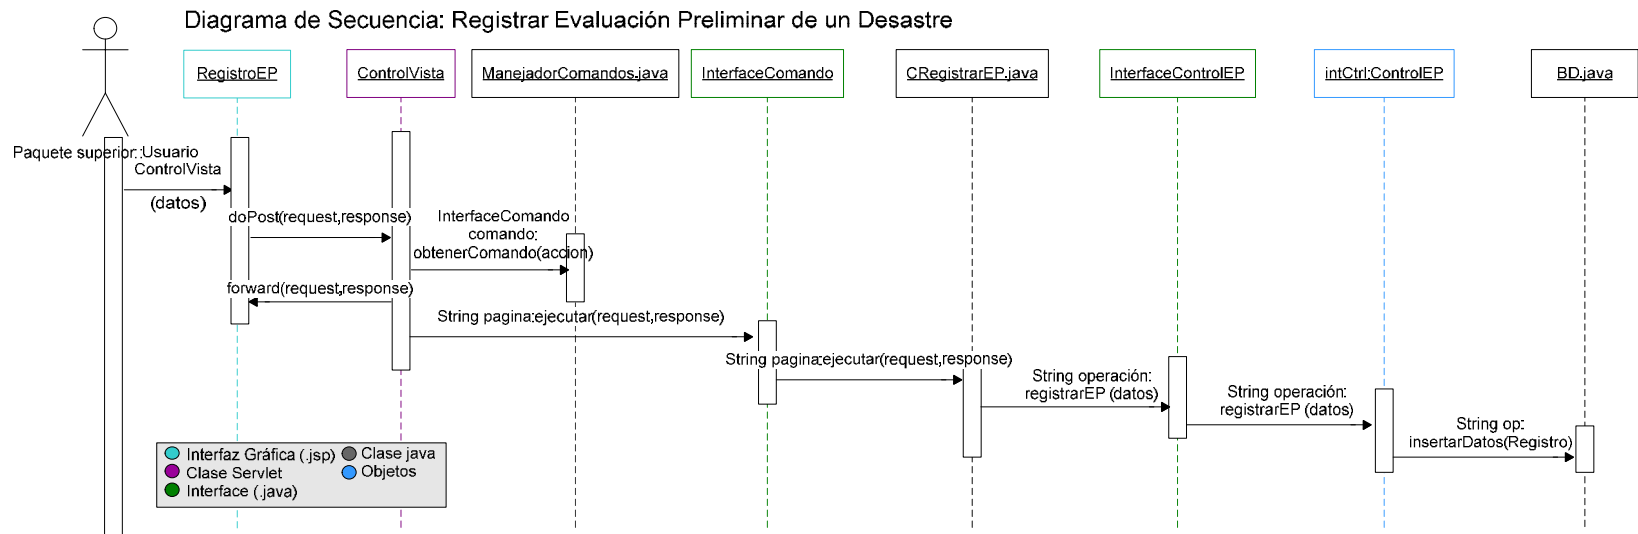 Diagrama de Secuencia: Registrar Evaluación Preliminar de un Desastre
RegistroEP
ControlVista
ManejadorComandos.java
InterfaceComando
CRegistrarEP.java
InterfaceControlEP
intCtrl:ControlEP
BD.java
Paquete superior::Usuario
ControlVista
(datos)
doPost(request,response)
InterfaceComando
comando:
obtenerComando(accion)
forward(request,response)
String pagina:ejecutar(request,response)
String pagina:ejecutar(request,response)
String operación:
registrarEP (datos)
String operación:
registrarEP (datos)
String op:
insertarDatos(Registro)
Interfaz Gráfica (.jsp)
Clase java
Clase Servlet
Objetos
Interface (.java)